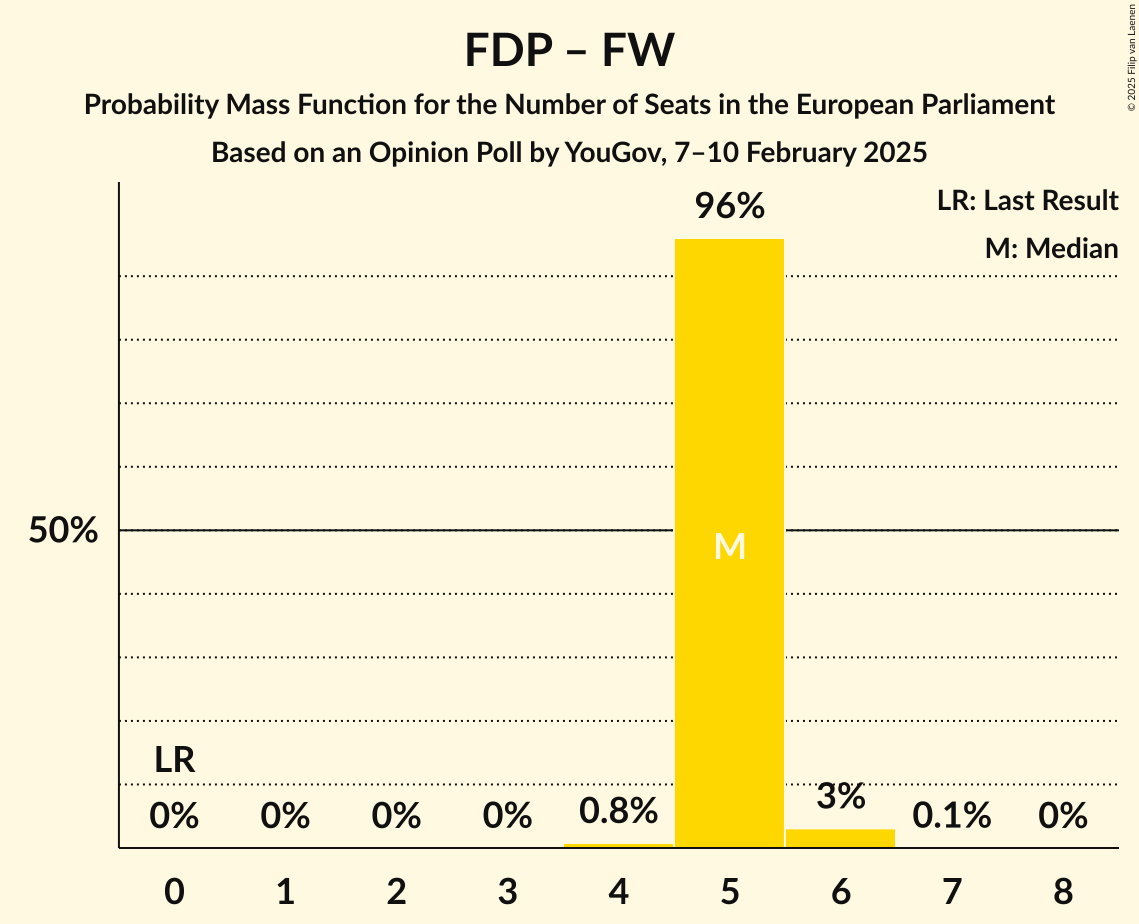 FDP – FW
Probability Mass Function for the Number of Seats in the European Parliament
Based on an Opinion Poll by YouGov, 7–10 February 2025
© 2025 Filip van Laenen
LR: Last Result
M: Median
96%
50%
M
LR
0%
0%
0%
0%
0.8%
3%
0.1%
0%
0
1
2
3
4
5
6
7
8